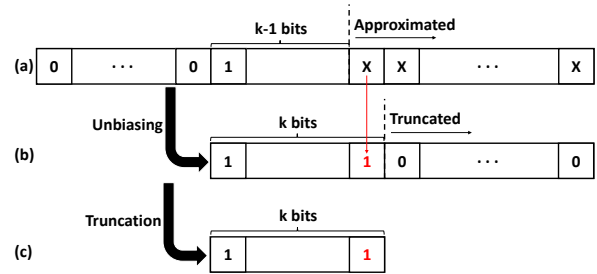 k-1 bits Approximated
(a) 0 ··· 0 1 X X ··· X
Unbiasing k bits Truncated
(b) 1 1 0 ··· 0
Truncation k bits
(c) 1 1